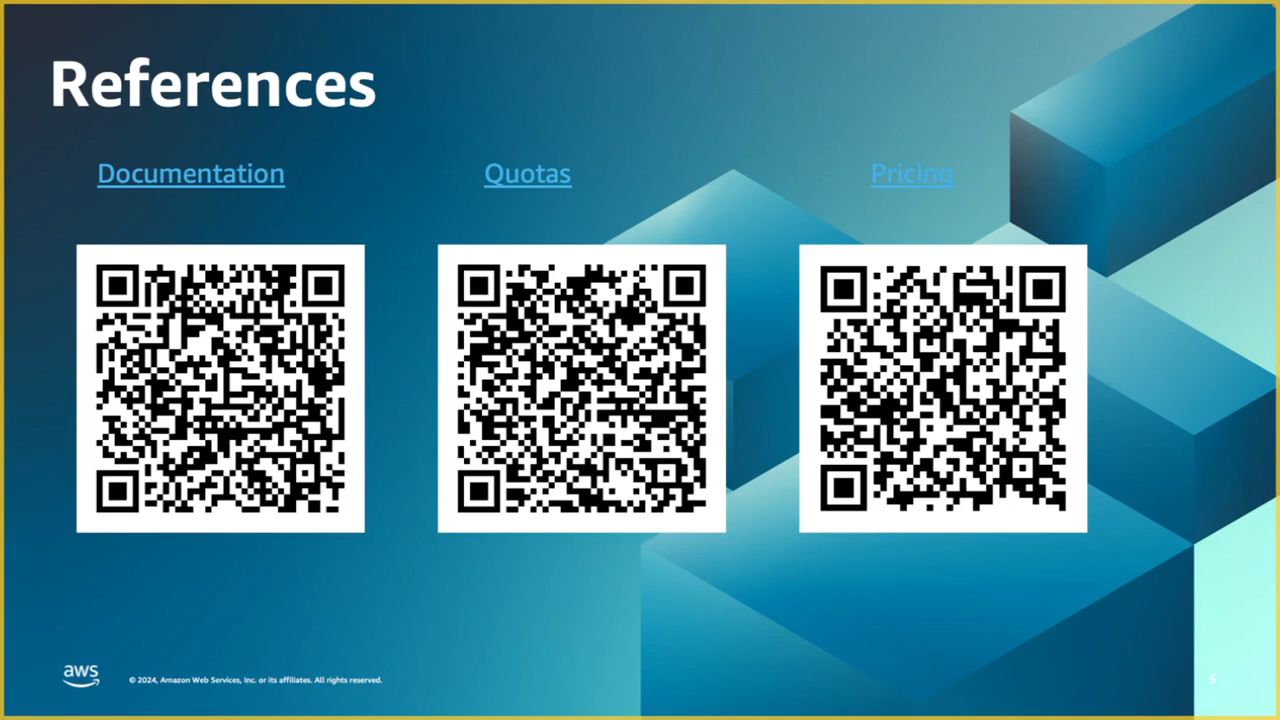 References
Documentation
Quotas
Pricing
aws
© 2024, Amazon Web Services, Inc. or its affiliates. All rights reserved.
5